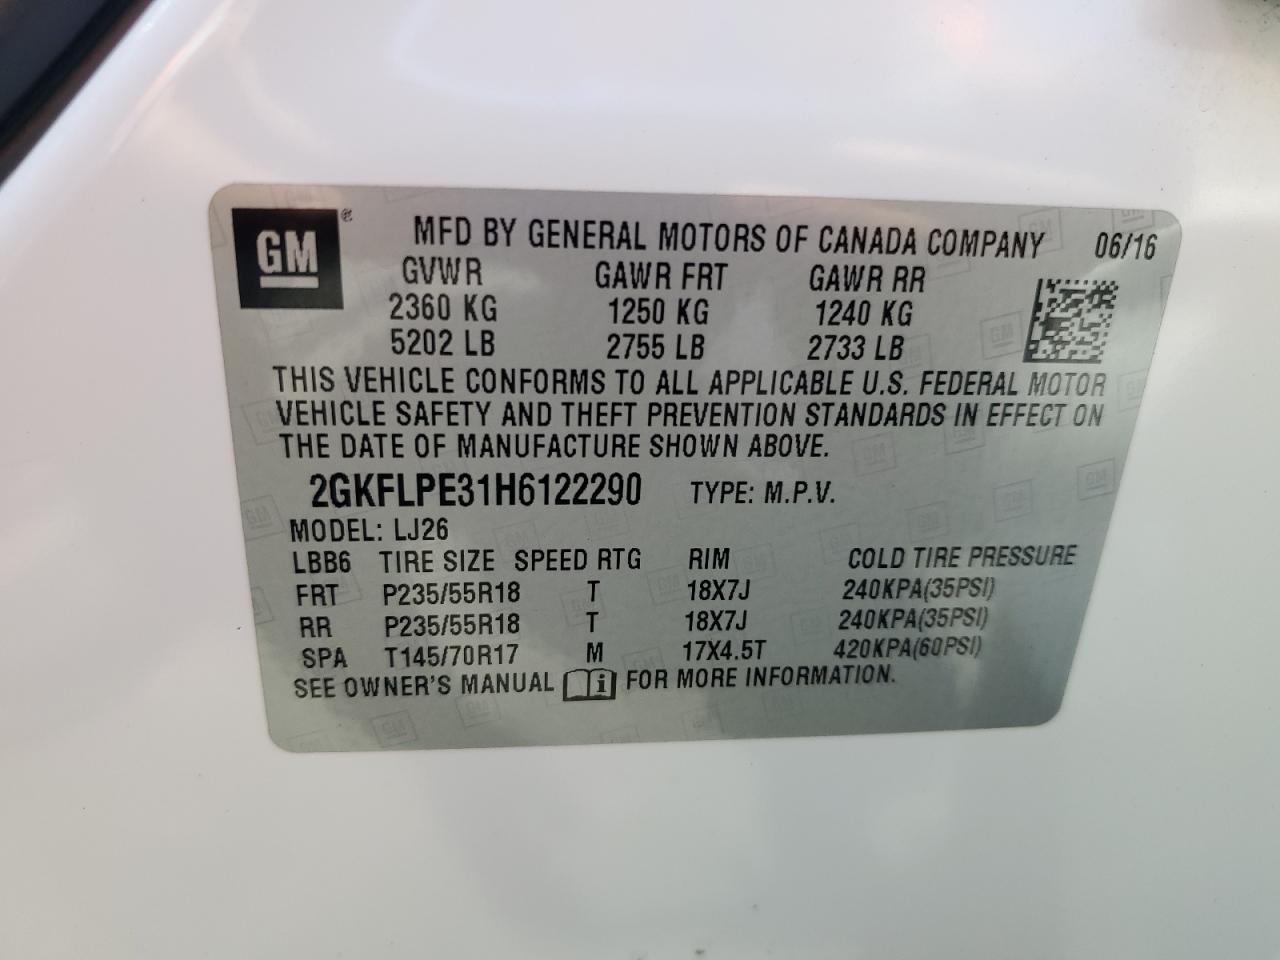 GM ® MFD BY GENERAL MOTORS OF CANADA COMPANY 06/16
GVWR GAWR FRT GAWR RR
2360 KG 1250 KG 1240 KG
5202 LB 2755 LB 2733 LB
THIS VEHICLE CONFORMS TO ALL APPLICABLE U.S. FEDERAL MOTOR
VEHICLE SAFETY AND THEFT PREVENTION STANDARDS IN EFFECT ON
THE DATE OF MANUFACTURE SHOWN ABOVE.
2GKFLPE31H6122290 TYPE: M.P.V.
MODEL: LJ26
LBB6 TIRE SIZE SPEED RTG RIM COLD TIRE PRESSURE
FRT P235/55R18 T 18X7J 240KPA(35PSI)
RR P235/55R18 T 18X7J 240KPA(35PSI)
SPA T145/70R17 M 17X4.5T 420KPA(60PSI)
SEE OWNER'S MANUAL i FOR MORE INFORMATION.